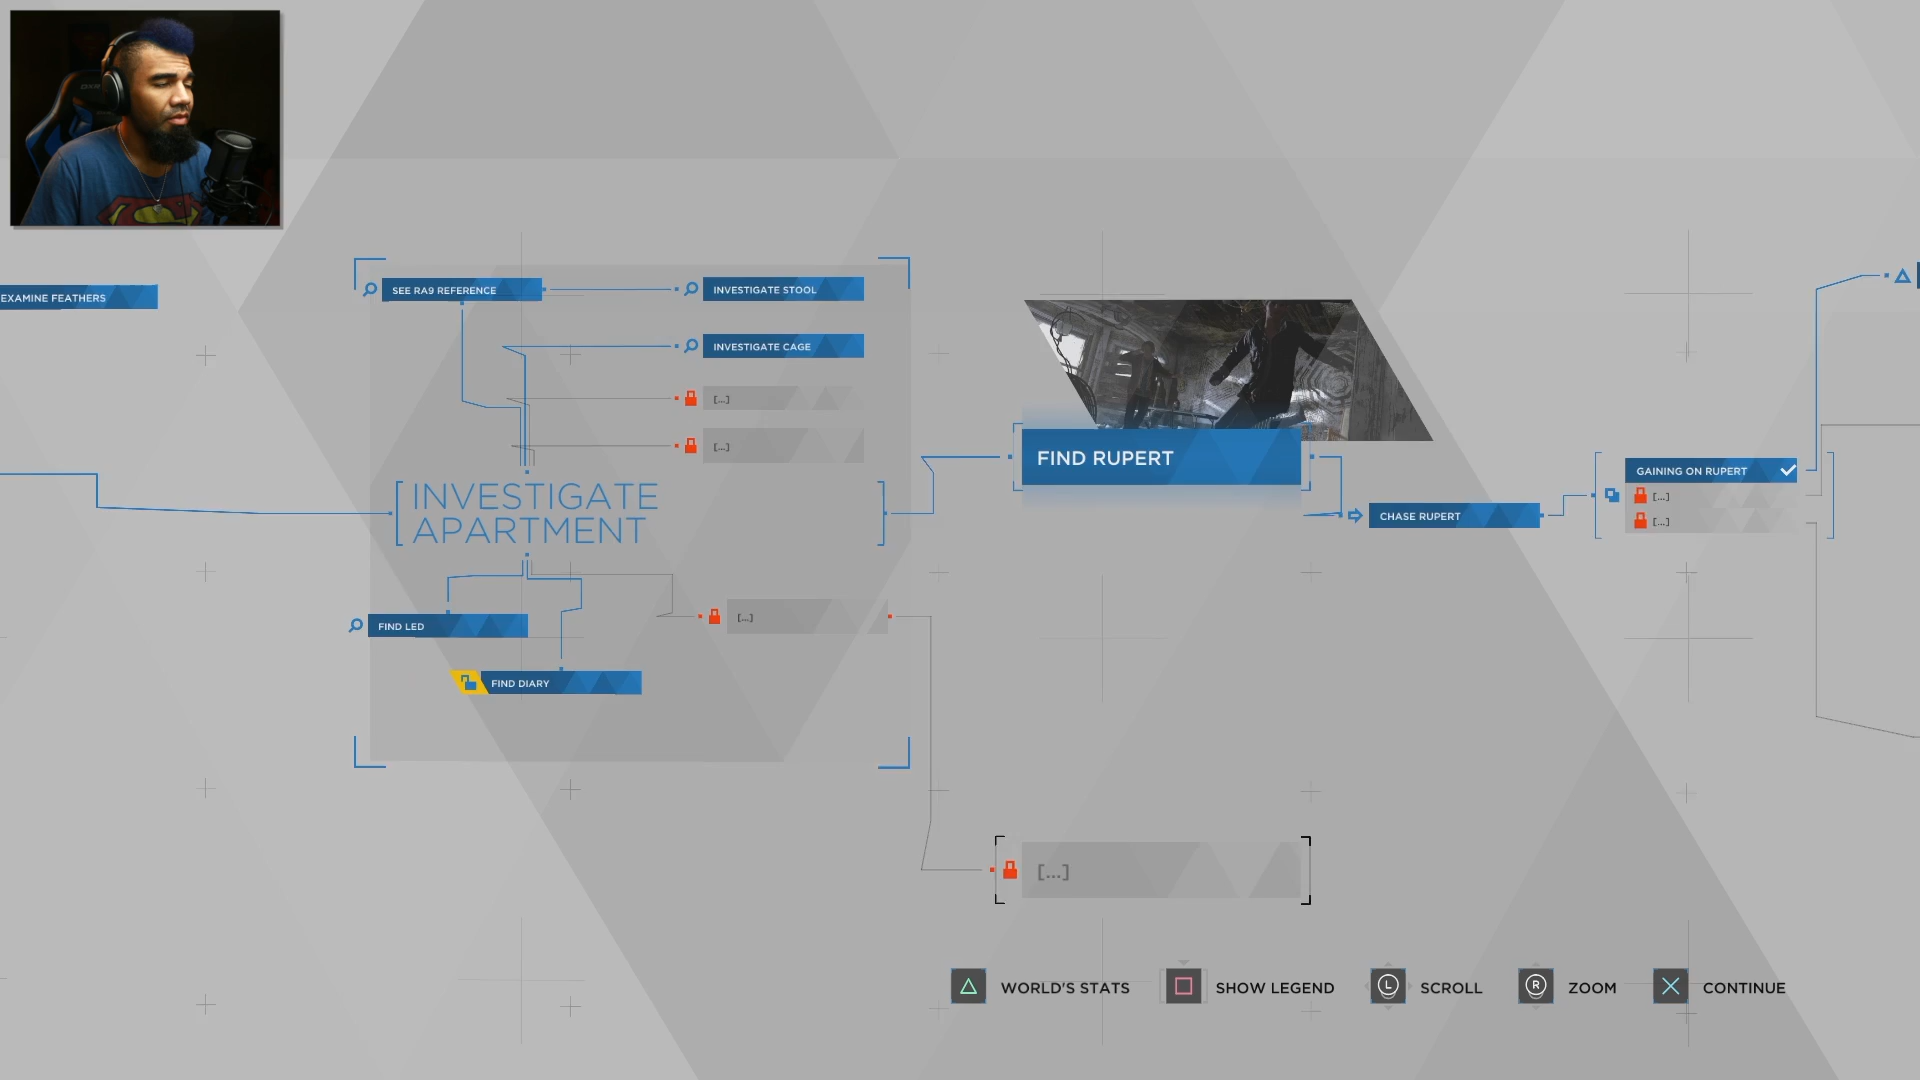 EXAMINE FEATHERS
SEE RA9 REFERENCE
INVESTIGATE STOOL
INVESTIGATE CAGE
[...]
[...]
INVESTIGATE
APARTMENT
FIND LED
[...]
FIND DIARY
FIND RUPERT
CHASE RUPERT
GAINING ON RUPERT
[...]
[...]
[...]
WORLD'S STATS
SHOW LEGEND
L
SCROLL
R
ZOOM
CONTINUE